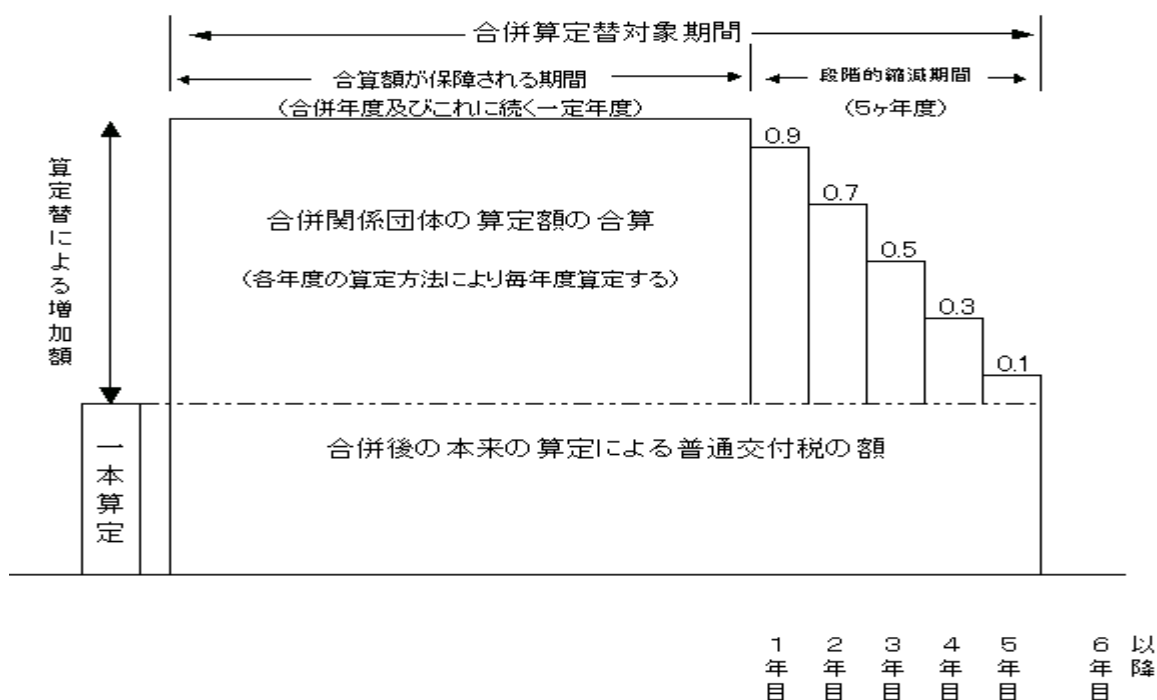 合併算定替対象期間
合算額が保障される期間
（合併年度及びこれに続く一定年度）
段階的縮減期間
（5ヶ年度）
算定替による増加額
合併関係団体の算定額の合算
（各年度の算定方法により毎年度算定する）
0.9
0.7
0.5
0.3
0.1
一本算定
合併後の本来の算定による普通交付税の額
1年目
2年目
3年目
4年目
5年目
6年目
以降